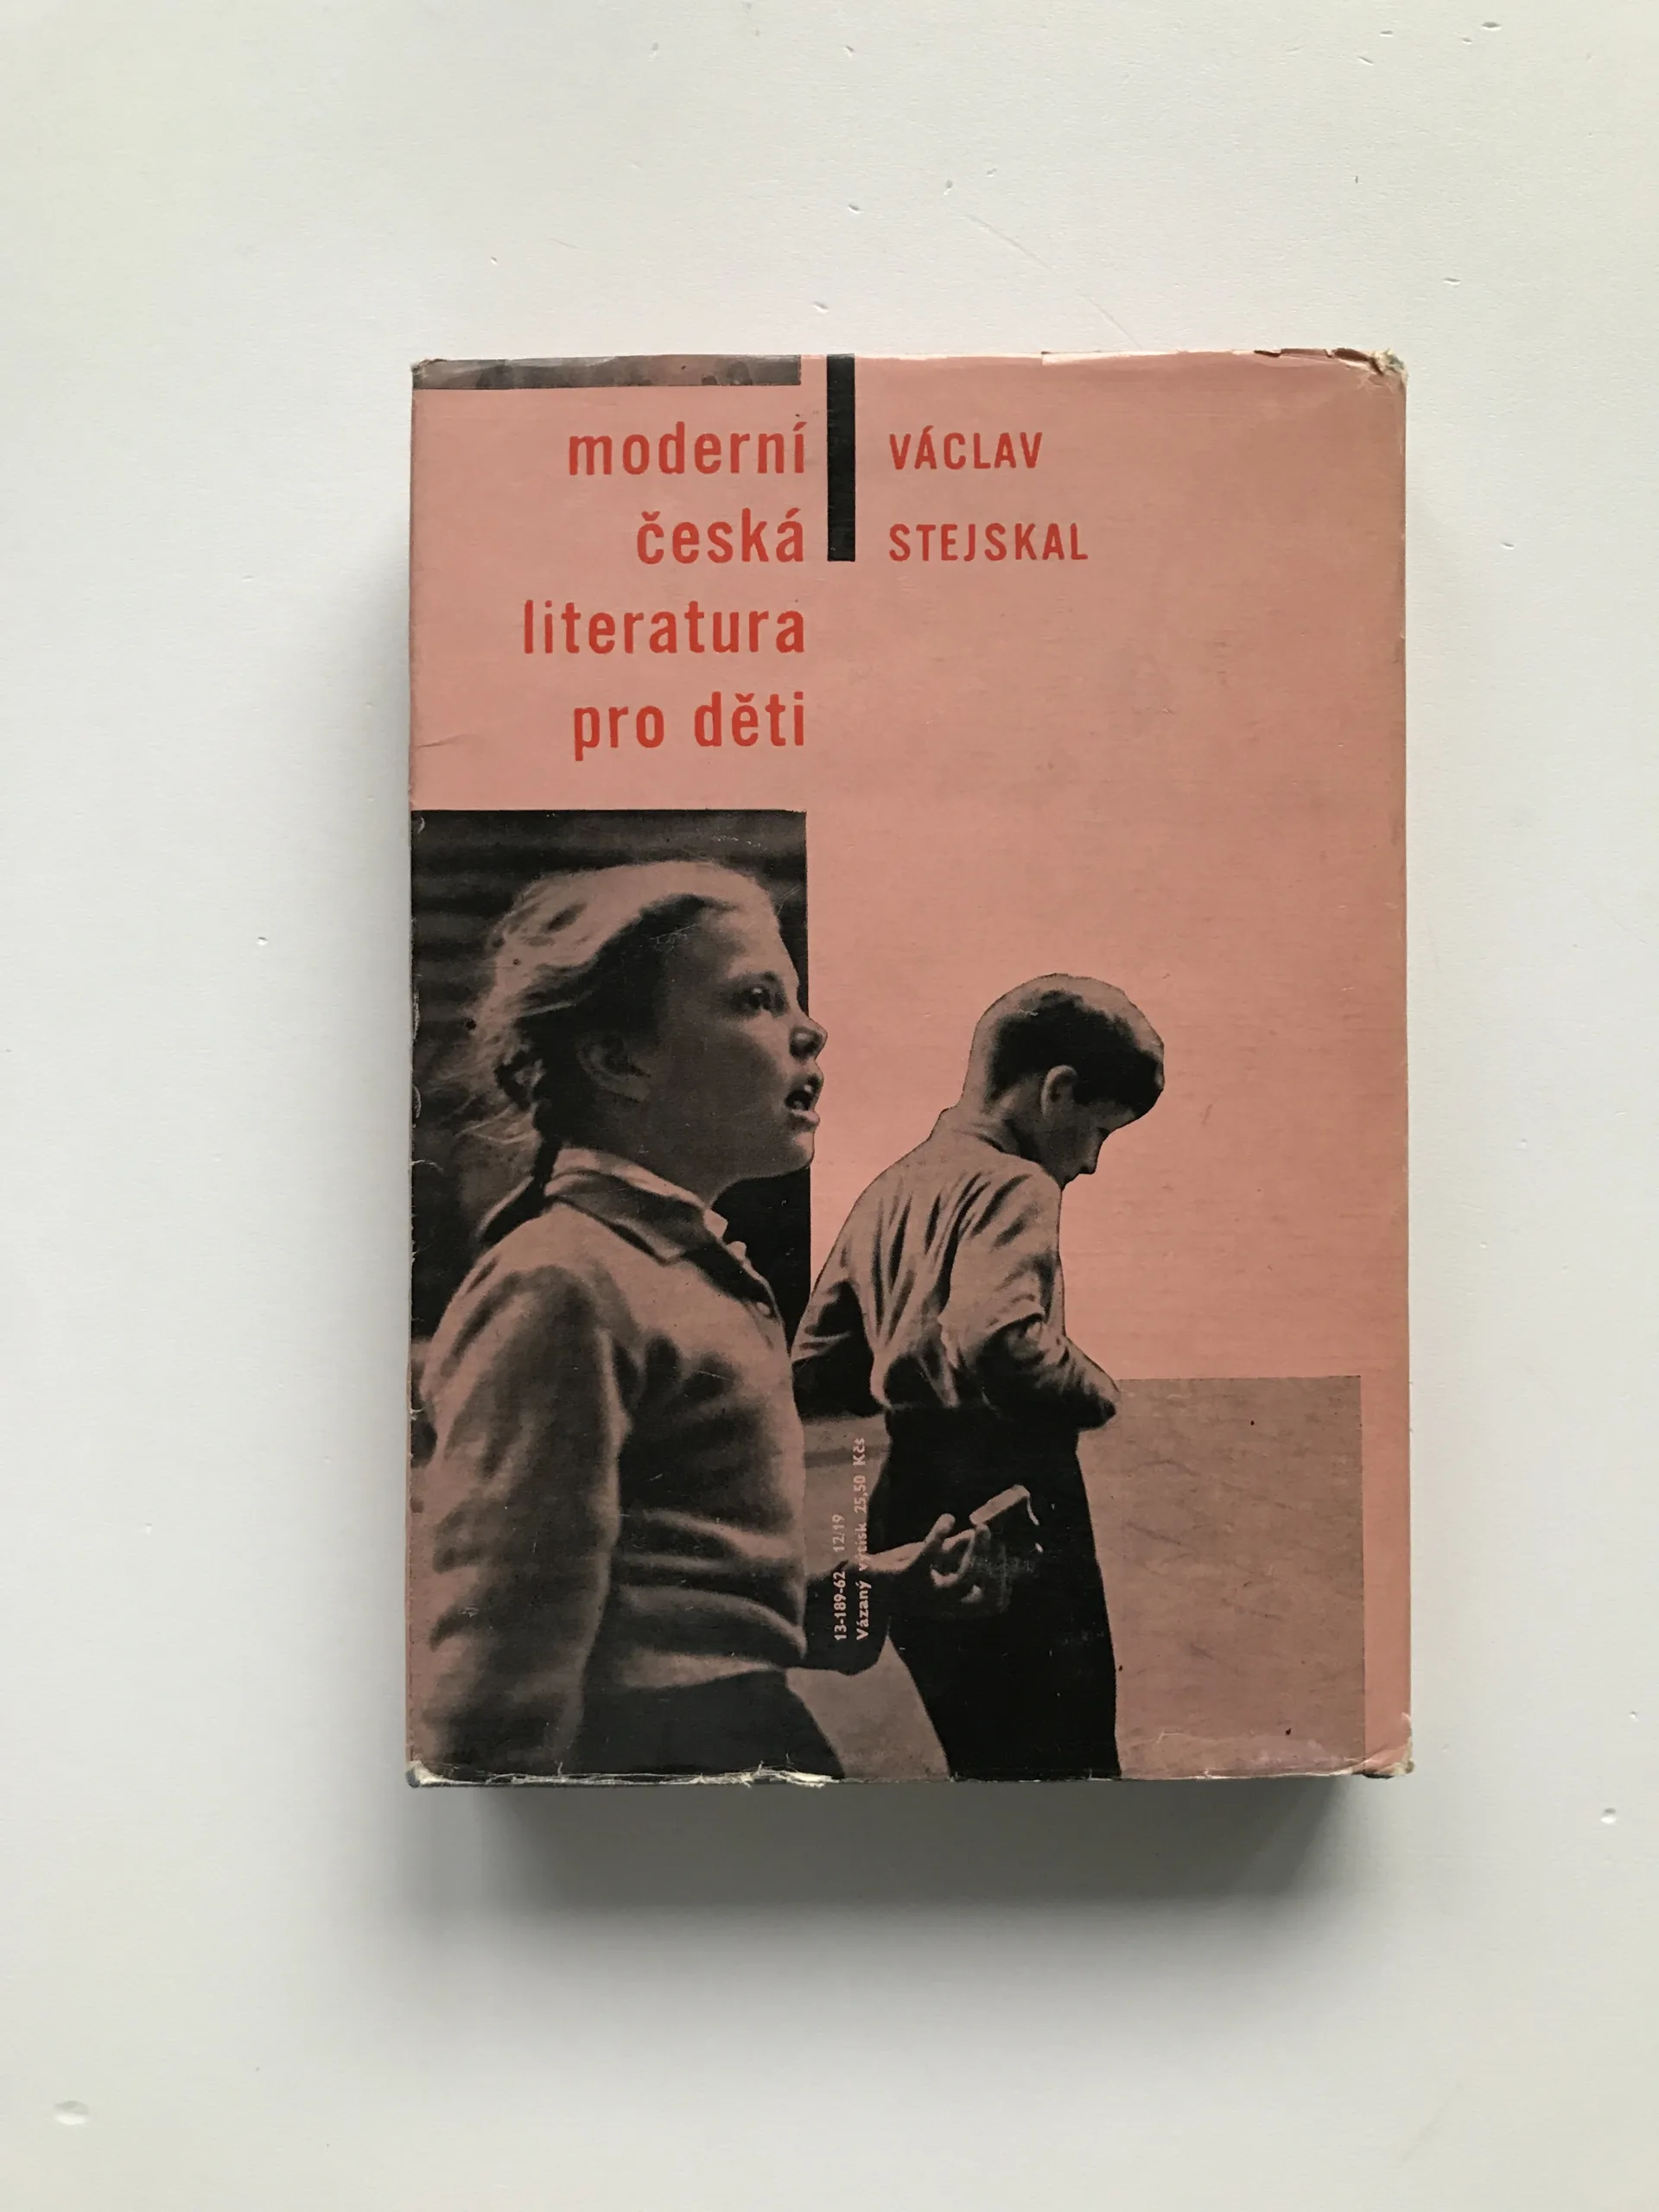 moderní
česká
literatura
pro děti
VÁCLAV
STEJSKAL
13-189-62 12/19
Vázaný výtisk 25,50 Kčs